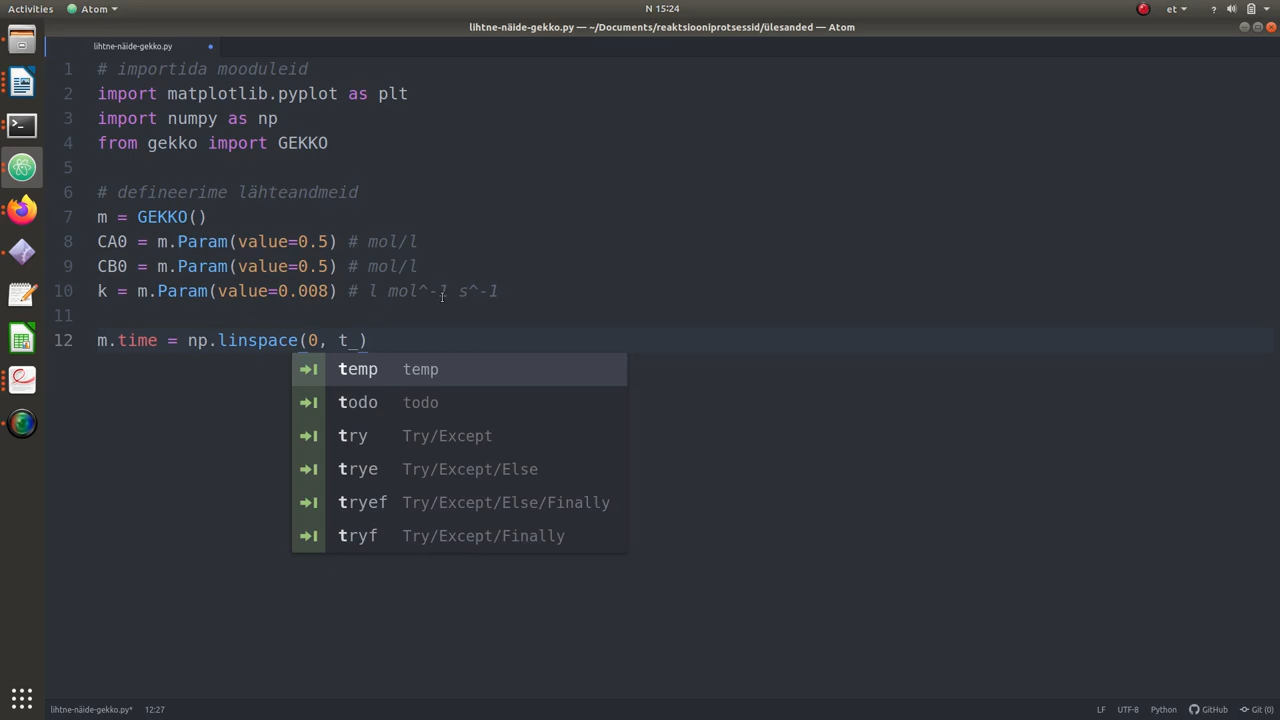 Activities Atom N 15:24 et ?
lihtne-näide-gekko.py — ~/Documents/reaktsiooniprotsessid/ülesanded — Atom
lihtne-näide-gekko.py
1 # importida mooduleid
2 import matplotlib.pyplot as plt
3 import numpy as np
4 from gekko import GEKKO
5
6 # defineerime lähteandmeid
7 m = GEKKO()
8 CA0 = m.Param(value=0.5) # mol/l
9 CB0 = m.Param(value=0.5) # mol/l
10 k = m.Param(value=0.008) # l mol^-1 s^-1
11
12 m.time = np.linspace(0, t_)
temp temp
todo todo
try Try/Except
trye Try/Except/Else
tryef Try/Except/Else/Finally
tryf Try/Except/Finally
lihtne-näide-gekko.py* 12:27 LF UTF-8 Python GitHub Git (0)